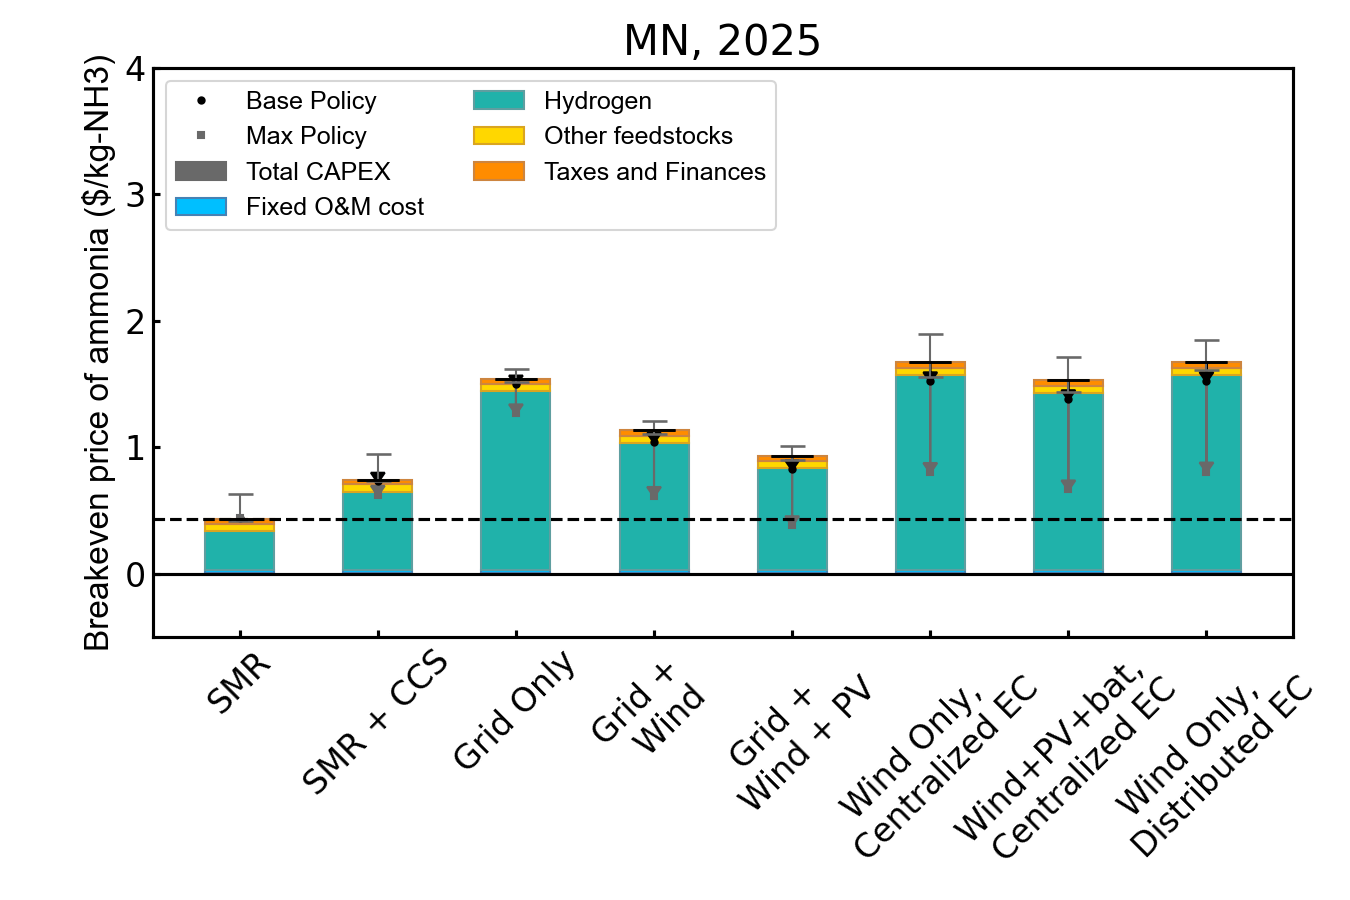 MN, 2025
Breakeven price of ammonia ($/kg-NH3)
4
3
2
1
0
Base Policy
Max Policy
Total CAPEX
Fixed O&M cost
Hydrogen
Other feedstocks
Taxes and Finances
SMR
SMR + CCS
Grid Only
Grid +
Wind
Grid +
Wind + PV
Wind Only,
Centralized EC
Wind+PV+bat,
Centralized EC
Wind Only,
Distributed EC